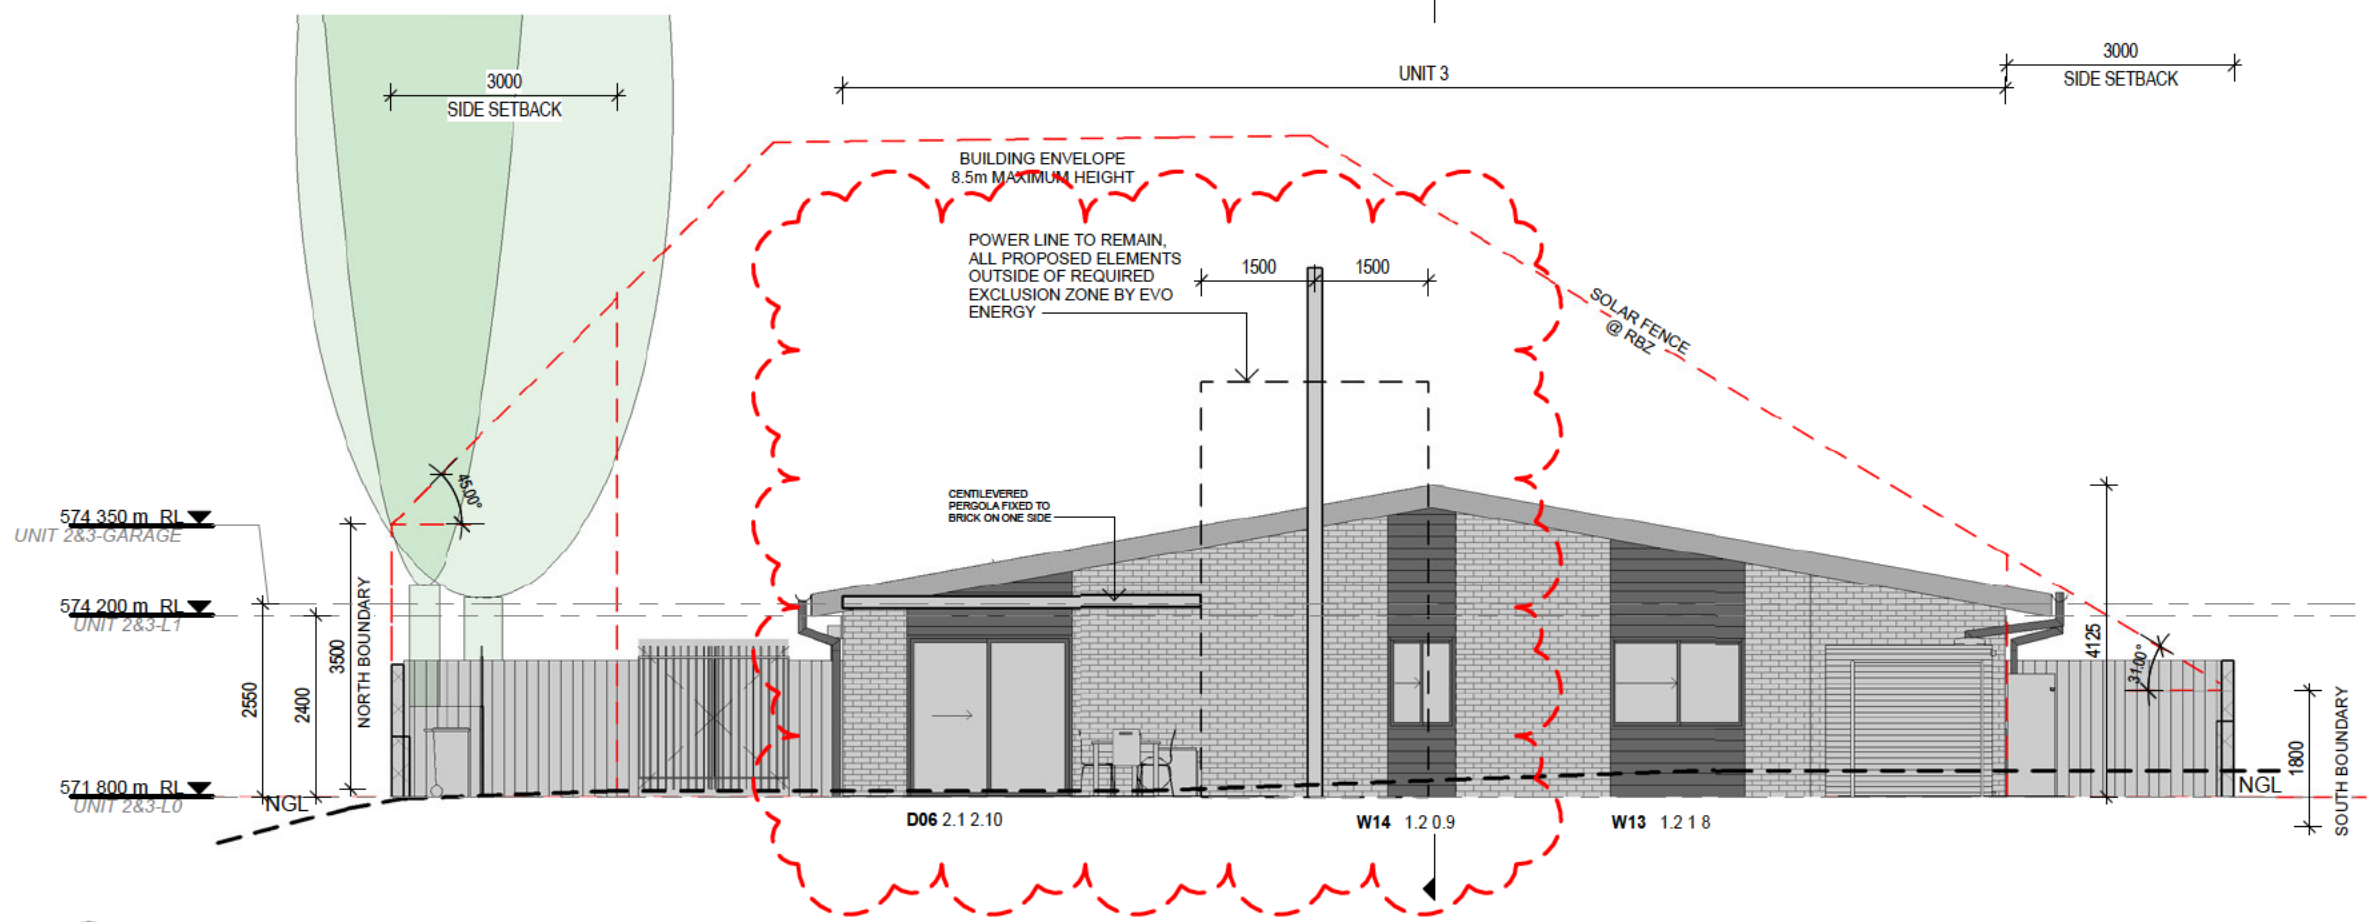 3000
SIDE SETBACK
UNIT 3
3000
SIDE SETBACK
BUILDING ENVELOPE
8.5m MAXIMUM HEIGHT
POWER LINE TO REMAIN,
ALL PROPOSED ELEMENTS
OUTSIDE OF REQUIRED
EXCLUSION ZONE BY EVO
ENERGY
1500
1500
SOLAR FENCE
@ RBZ
45.00°
CENTILEVERED
PERGOLA FIXED TO
BRICK ON ONE SIDE
574 350 m RL
UNIT 2&3-GARAGE
574 200 m RL
UNIT 2&3-L1
571 800 m RL
UNIT 2&3-L0
2550
2400
3500
NORTH BOUNDARY
NGL
4125
31.00°
1800
SOUTH BOUNDARY
NGL
D06 2.1 2.10
W14 1.2 0.9
W13 1.2 1 8